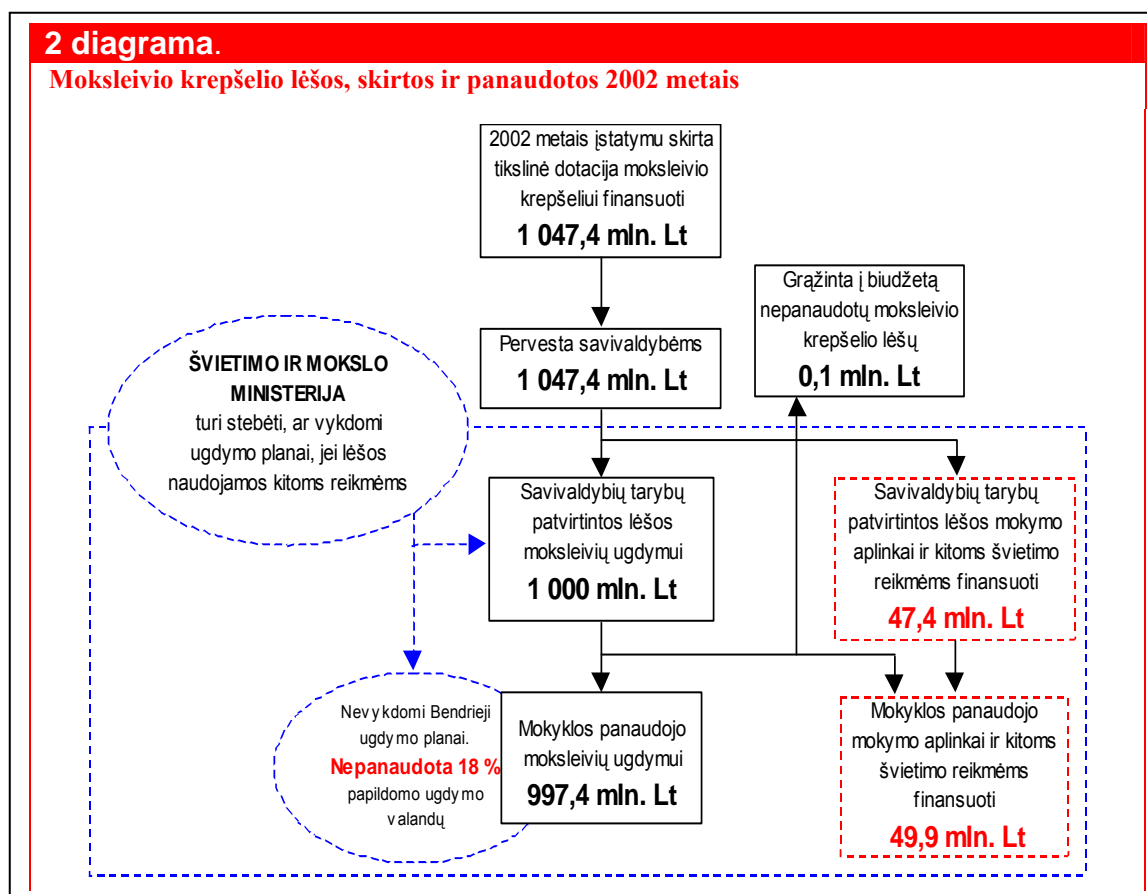 2 diagrama.
Moksleivio krepšelio lėšos, skirtos ir panaudotos 2002 metais
2002 metais įstatymu skirta
tikslinė dotacija moksleivio
krepšeliui finansuoti
1 047,4 mln. Lt
Grąžinta į biudžetą
nepanaudotų moksleivio
krepšelio lėšų
0,1 mln. Lt
Pervesta savivaldybėms
1 047,4 mln. Lt
ŠVIETIMO IR MOKSLO
MINISTERIJA
turi stebėti, ar vykdomi
ugdymo planai, jei lėšos
naudojamos kitoms reikmėms
Savivaldybių tarybų
patvirtintos lėšos
moksleivių ugdymui
1 000 mln. Lt
Savivaldybių tarybų
patvirtintos lėšos mokymo
aplinkai ir kitoms švietimo
reikmėms finansuoti
47,4 mln. Lt
Nevykdomi Bendrieji
ugdymo planai.
Nepanaudota 18 %
papildomo ugdymo
valandų
Mokyklos panaudojo
moksleivių ugdymui
997,4 mln. Lt
Mokyklos panaudojo
mokymo aplinkai ir kitoms
švietimo reikmėms
finansuoti
49,9 mln. Lt